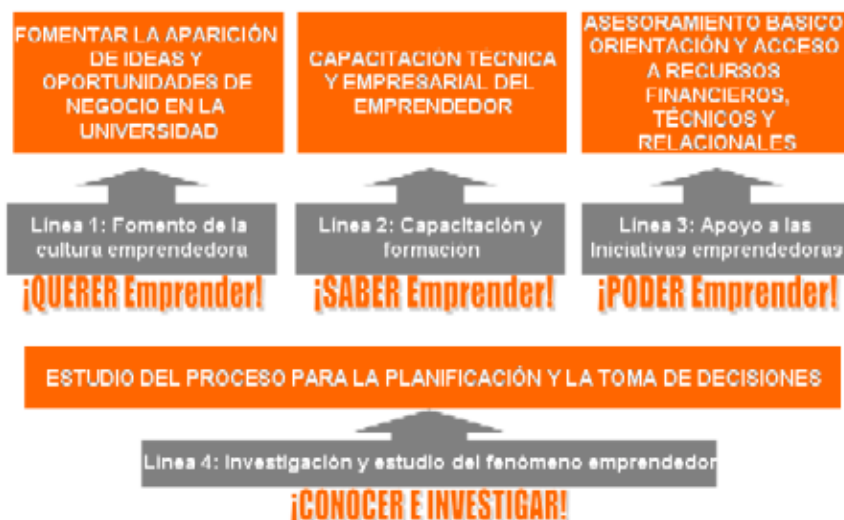 FOMENTAR LA APARICIÓN
DE IDEAS Y
OPORTUNIDADES DE
NEGOCIO EN LA
UNIVERSIDAD
CAPACITACIÓN TÉCNICA
Y EMPRESARIAL DEL
EMPRENDEDOR
ASESORAMIENTO BÁSICO
ORIENTACIÓN Y ACCESO
A RECURSOS
FINANCIEROS,
TÉCNICOS Y
RELACIONALES
Línea 1: Fomento de la
cultura emprendedora
Línea 2: Capacitación y
formación
Línea 3: Apoyo a las
Iniciativas emprendedoras
¡QUERER Emprender!
¡SABER Emprender!
¡PODER Emprender!
ESTUDIO DEL PROCESO PARA LA PLANIFICACIÓN Y LA TOMA DE DECISIONES
Línea 4: Investigación y estudio del fenómeno emprendedor
¡CONOCER E INVESTIGAR!